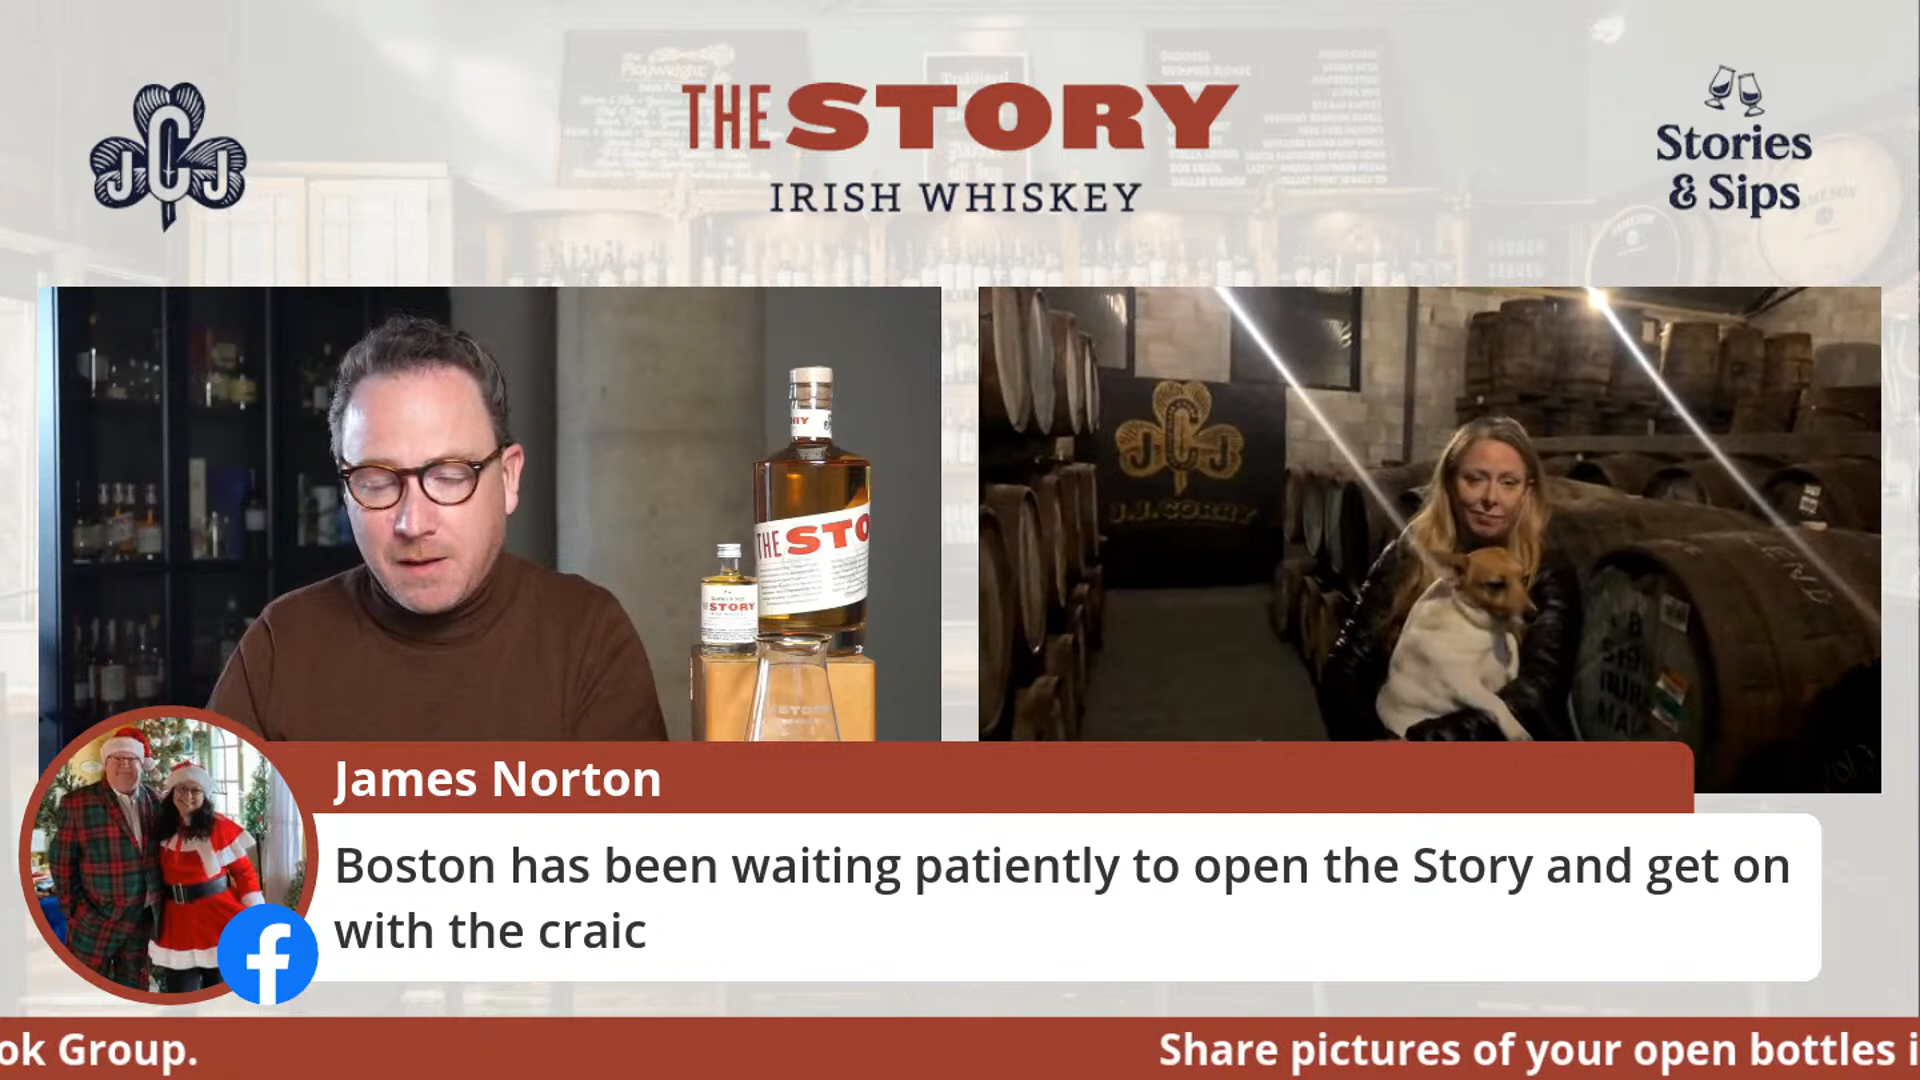 JCJ
THE STORY
IRISH WHISKEY
Stories
& Sips
THE STO
STORY
JCJ
J.J. CORRY
James Norton
Boston has been waiting patiently to open the Story and get on
with the craic
ok Group.
Share pictures of your open bottles i